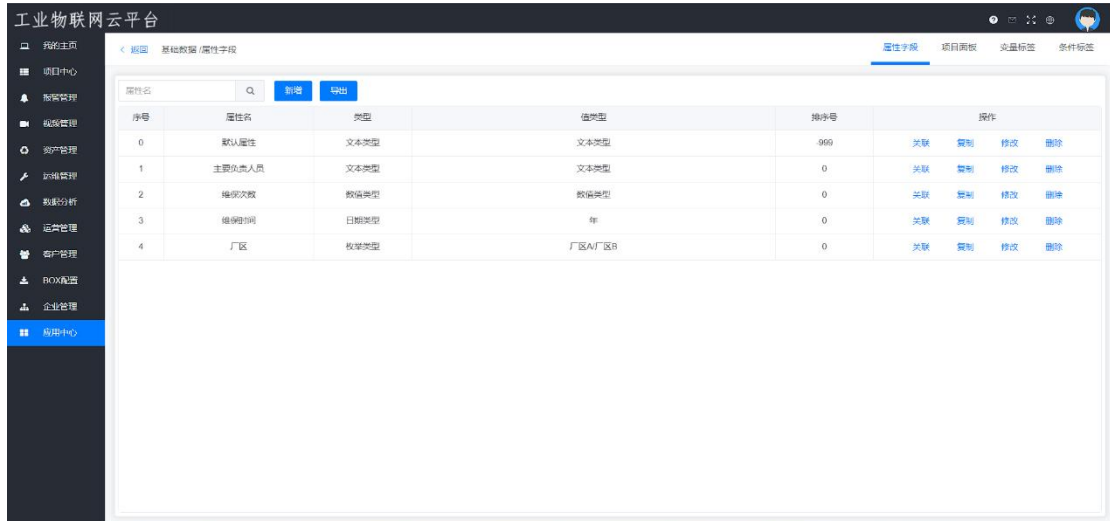 工业物联网云平台
我的主页
项目中心
报警管理
视频管理
资产管理
运维管理
数据分析
运营管理
客户管理
BOX配置
企业管理
应用中心
< 返回 基础数据 /属性字段
属性字段 项目面板 变量标签 条件标签
属性名 新增 导出
序号 属性名 类型 值类型 排序号 操作
0 默认属性 文本类型 文本类型 -999 关联 复制 修改 删除
1 主要负责人员 文本类型 文本类型 0 关联 复制 修改 删除
2 维保次数 数值类型 数值类型 0 关联 复制 修改 删除
3 维保时间 日期类型 年 0 关联 复制 修改 删除
4 厂区 枚举类型 厂区A/厂区B 0 关联 复制 修改 删除